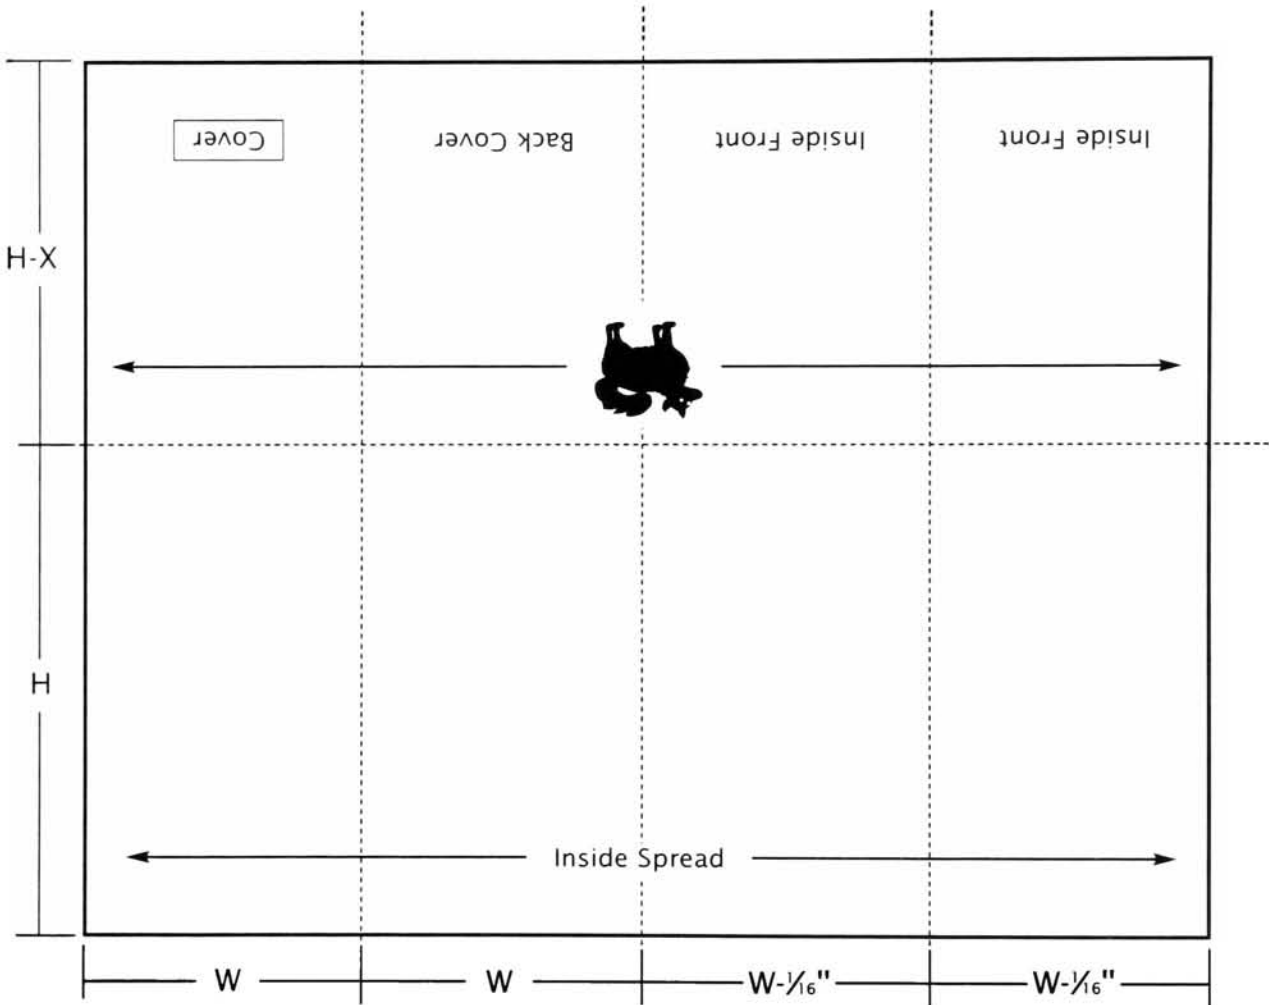 Cover
Back Cover
Inside Front
Inside Front
H-X
H
Inside Spread
W
W
W-1⁄16"
W-1⁄16"